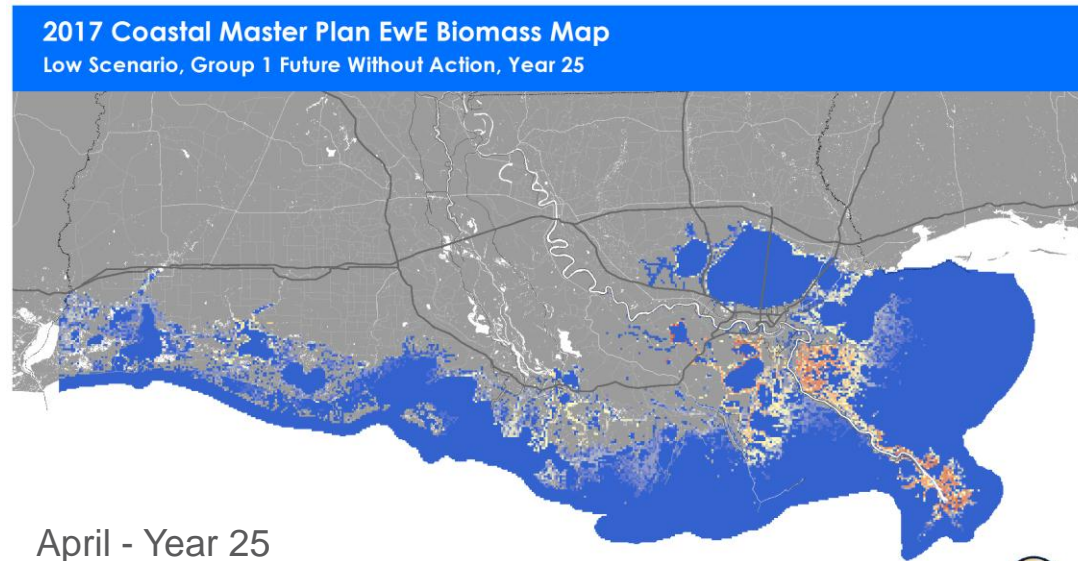 2017 Coastal Master Plan EwE Biomass Map
Low Scenario, Group 1 Future Without Action, Year 25
April - Year 25